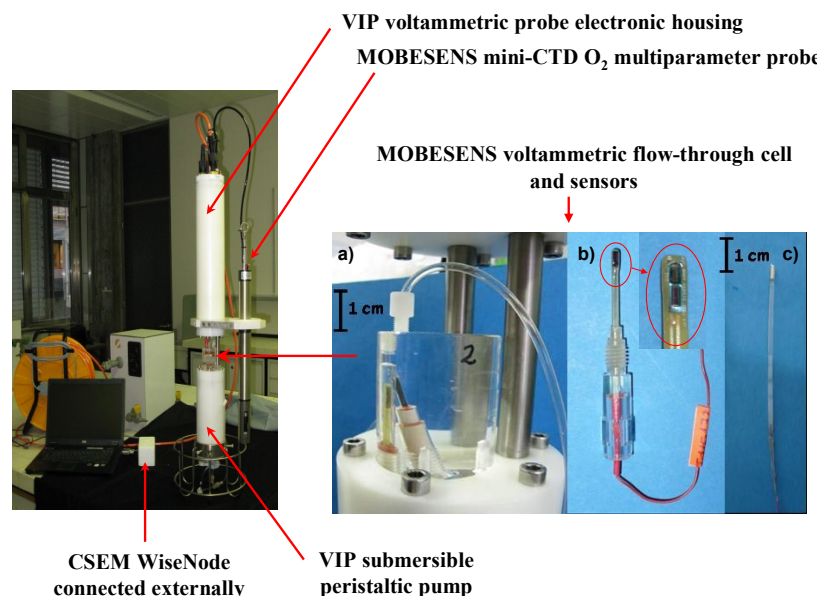 VIP voltammetric probe electronic housing
MOBESENS mini-CTD O2 multiparameter probe
MOBESENS voltammetric flow-through cell
and sensors
a)
1 cm
2
b)
1 cm
c)
CSEM WiseNode
connected externally
VIP submersible
peristaltic pump